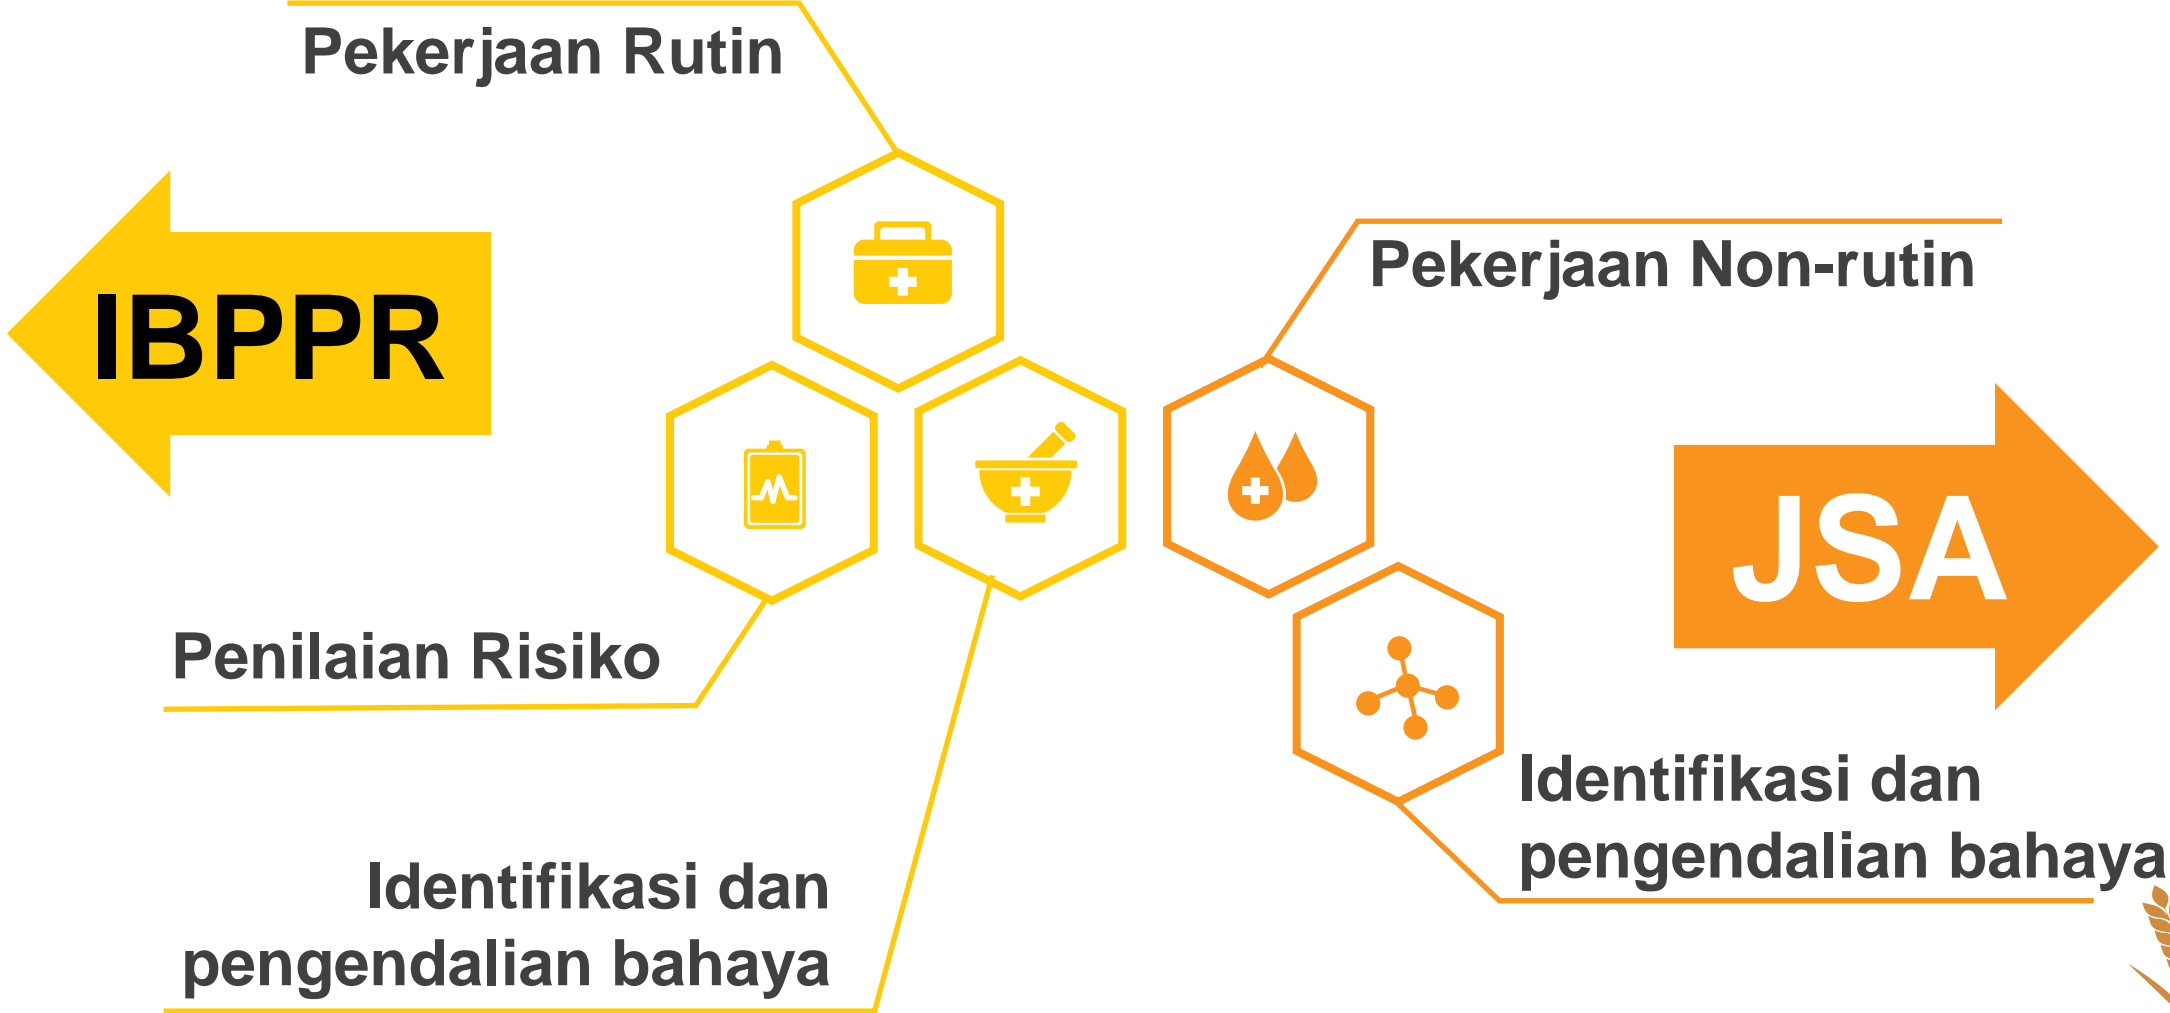 Pekerjaan Rutin
IBPPR
Penilaian Risiko
Identifikasi dan
pengendalian bahaya
Pekerjaan Non-rutin
JSA
Identifikasi dan
pengendalian bahaya